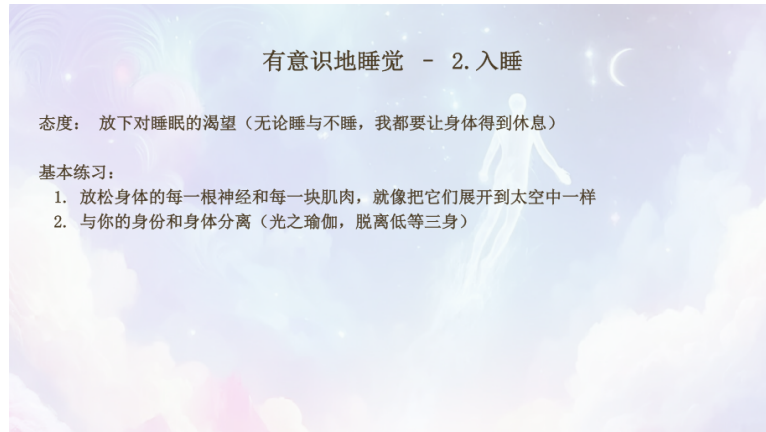 有意识地睡觉 – 2.入睡
态度： 放下对睡眠的渴望（无论睡与不睡，我都要让身体得到休息）
基本练习：
1. 放松身体的每一根神经和每一块肌肉，就像把它们展开到太空中一样
2. 与你的身份和身体分离（光之瑜伽，脱离低等三身）